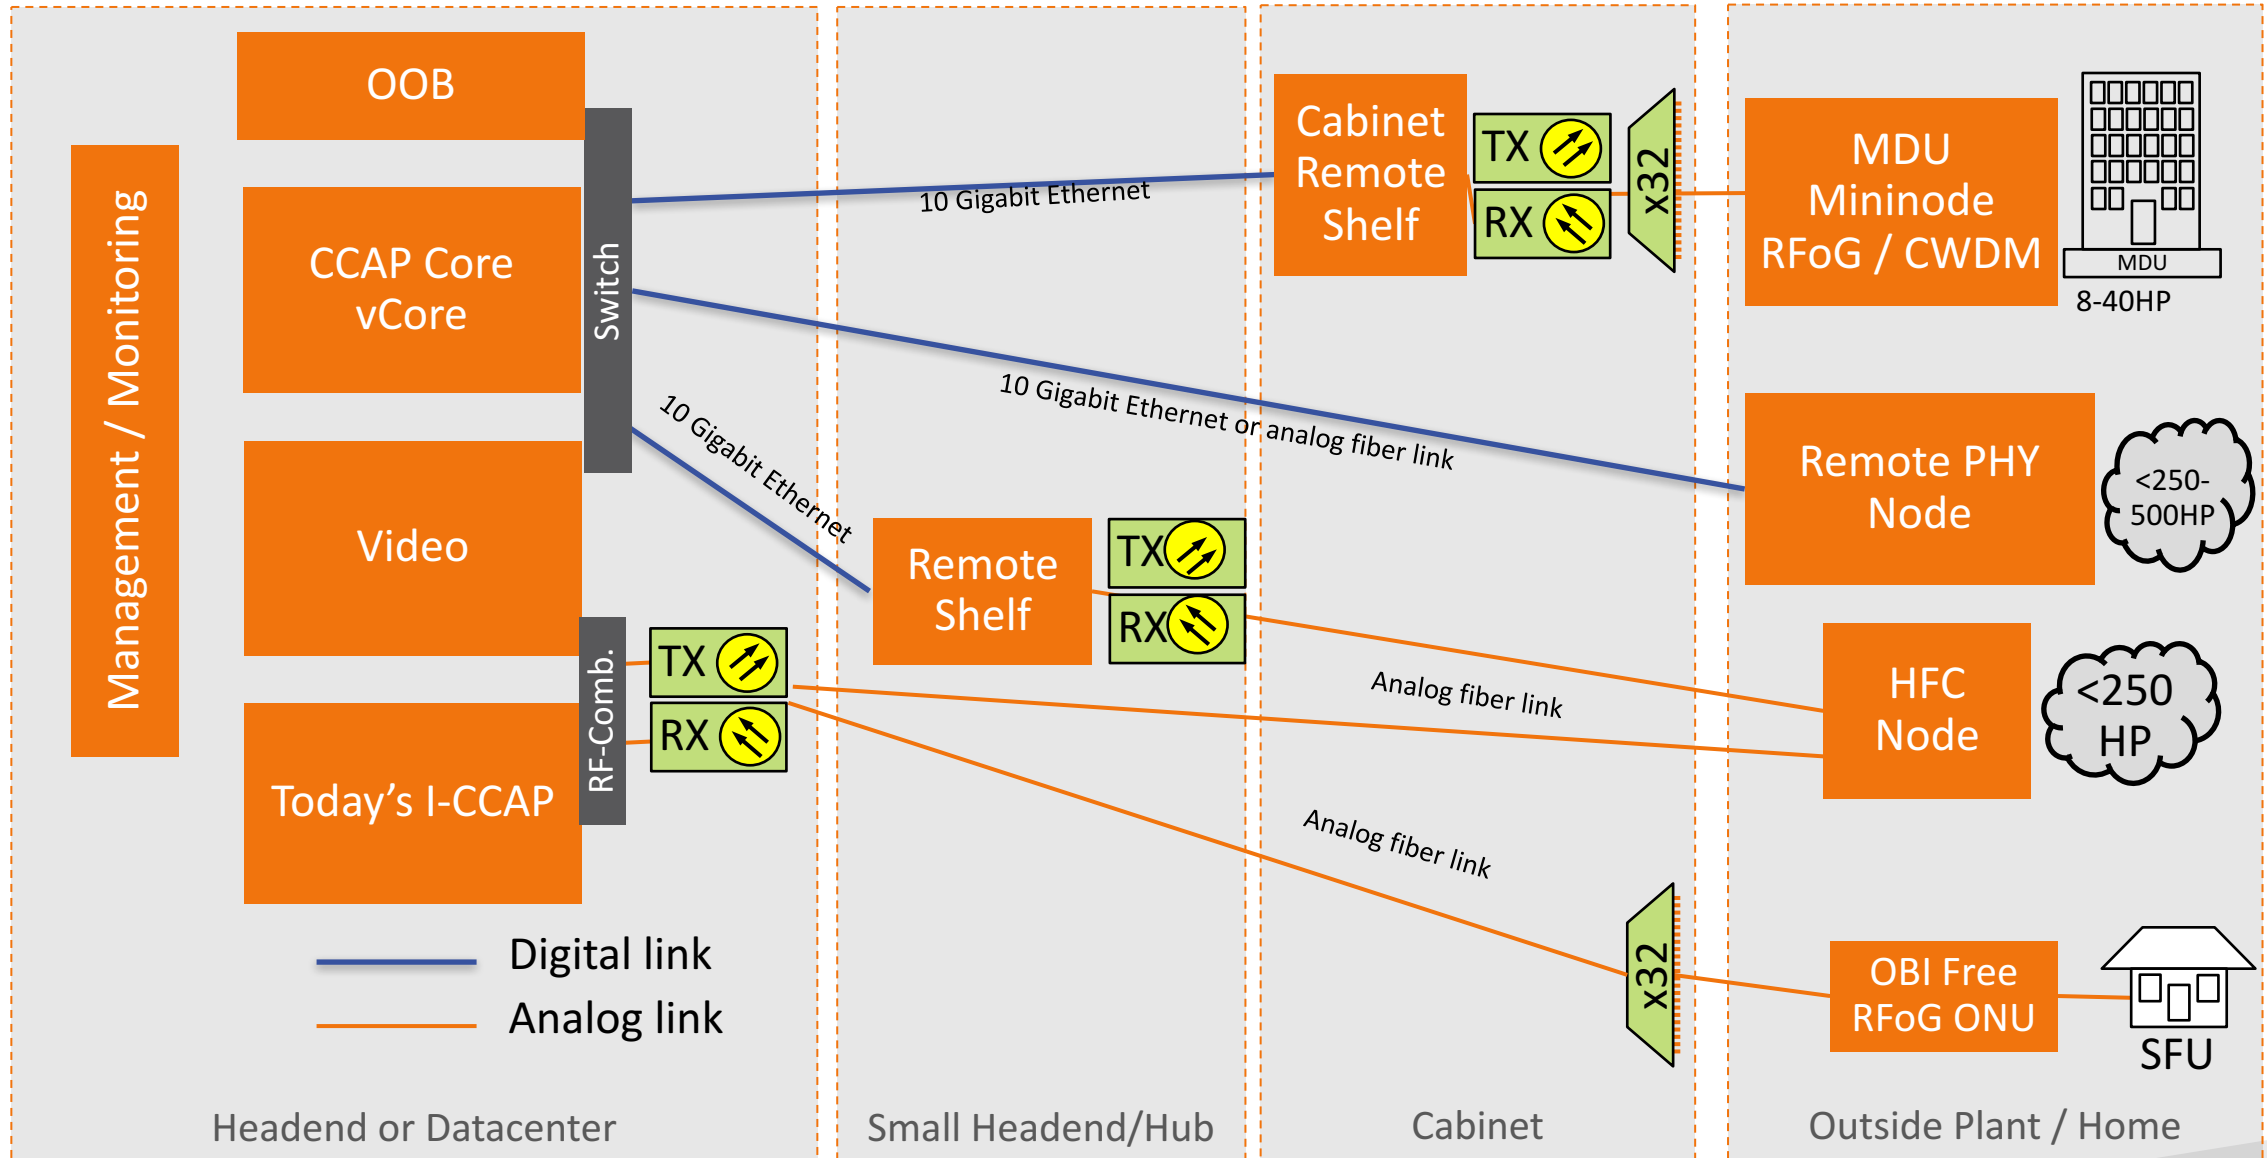 OOB
Management / Monitoring
CCAP Core
vCore
Switch
Video
RF-Comb.
TX
RX
Today’s I-CCAP
Digital link
Analog link
Headend or Datacenter
10 Gigabit Ethernet
10 Gigabit Ethernet or analog fiber link
10 Gigabit Ethernet
Remote
Shelf
TX
RX
Small Headend/Hub
Cabinet
Remote
Shelf
TX
RX
x32
Analog fiber link
Analog fiber link
x32
Cabinet
MDU
Mininode
RFoG / CWDM
MDU
8-40HP
Remote PHY
Node
<250-
500HP
HFC
Node
<250
HP
OBI Free
RFoG ONU
SFU
Outside Plant / Home